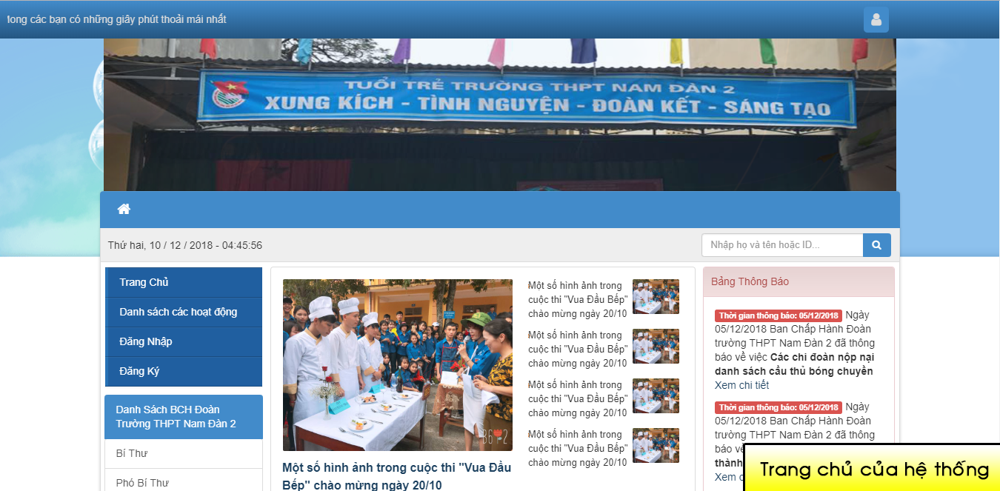 Mong các bạn có những giây phút thoải mái nhất
TUỔI TRẺ TRƯỜNG THPT NAM ĐÀN 2
XUNG KÍCH - TÌNH NGUYỆN - ĐOÀN KẾT - SÁNG TẠO
Thứ hai, 10 / 12 / 2018 - 04:45:56
Nhập họ và tên hoặc ID...
Trang Chủ
Danh sách các hoạt động
Đăng Nhập
Đăng Ký
Danh Sách BCH Đoàn
Trường THPT Nam Đàn 2
Bí Thư
Phó Bí Thư
B6 2
Một số hình ảnh trong cuộc thi "Vua Đầu
Bếp" chào mừng ngày 20/10
Một số hình ảnh trong
cuộc thi "Vua Đầu Bếp"
chào mừng ngày 20/10
Một số hình ảnh trong
cuộc thi "Vua Đầu Bếp"
chào mừng ngày 20/10
Một số hình ảnh trong
cuộc thi "Vua Đầu Bếp"
chào mừng ngày 20/10
Một số hình ảnh trong
cuộc thi "Vua Đầu Bếp"
chào mừng ngày 20/10
Bảng Thông Báo
Thời gian thông báo: 05/12/2018 Ngày
05/12/2018 Ban Chấp Hành Đoàn
trường THPT Nam Đàn 2 đã thông
báo về việc Các chi đoàn nộp nại
danh sách cầu thủ bóng chuyền
Xem chi tiết
Thời gian thông báo: 05/12/2018 Ngày
05/12/2018 Ban Chấp Hành Đoàn
trường THPT Nam Đàn 2 đã thông
báo về
thành
Xem c
Trang chủ của hệ thống